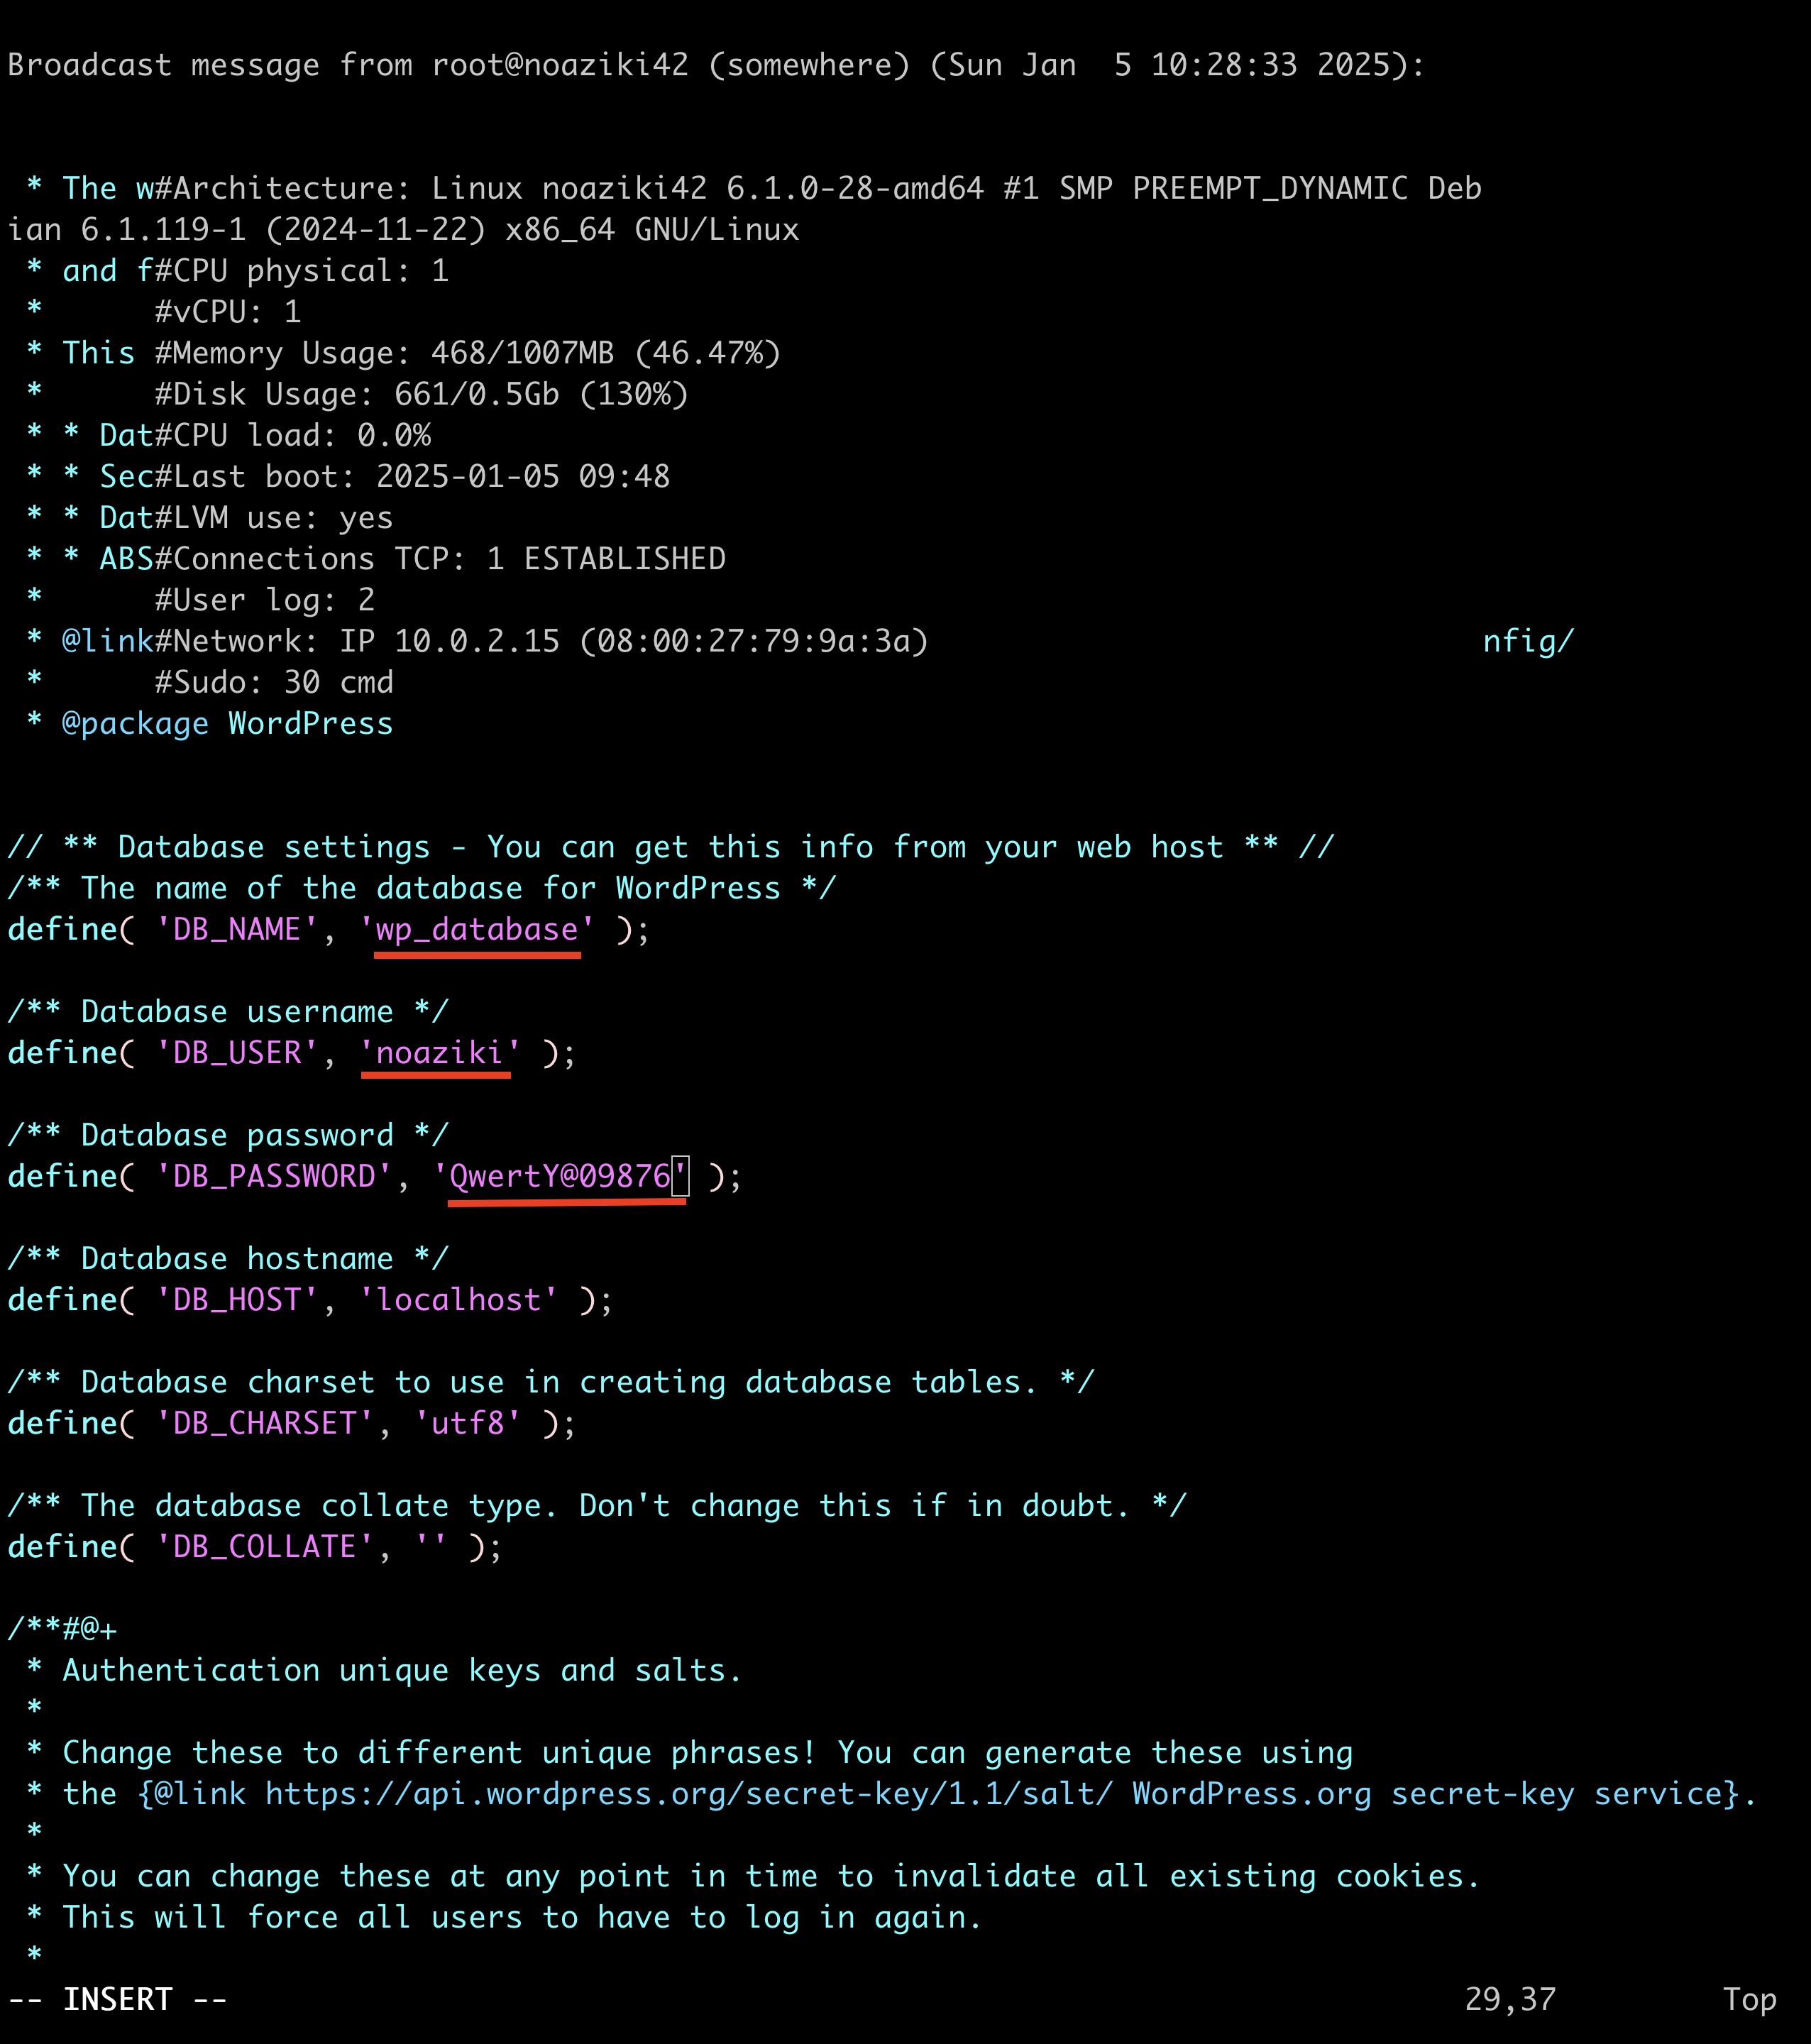 Broadcast message from root@noaziki42 (somewhere) (Sun Jan  5 10:28:33 2025):
 * The w#Architecture: Linux noaziki42 6.1.0-28-amd64 #1 SMP PREEMPT_DYNAMIC Deb
ian 6.1.119-1 (2024-11-22) x86_64 GNU/Linux
 * and f#CPU physical: 1
 *      #vCPU: 1
 * This #Memory Usage: 468/1007MB (46.47%)
 *      #Disk Usage: 661/0.5Gb (130%)
 * * Dat#CPU load: 0.0%
 * * Sec#Last boot: 2025-01-05 09:48
 * * Dat#LVM use: yes
 * * ABS#Connections TCP: 1 ESTABLISHED
 *      #User log: 2
 * @link#Network: IP 10.0.2.15 (08:00:27:79:9a:3a)                              nfig/
 *      #Sudo: 30 cmd
 * @package WordPress
// ** Database settings - You can get this info from your web host ** //
/** The name of the database for WordPress */
define( 'DB_NAME', 'wp_database' );
/** Database username */
define( 'DB_USER', 'noaziki' );
/** Database password */
define( 'DB_PASSWORD', 'QwertY@09876' );
/** Database hostname */
define( 'DB_HOST', 'localhost' );
/** Database charset to use in creating database tables. */
define( 'DB_CHARSET', 'utf8' );
/** The database collate type. Don't change this if in doubt. */
define( 'DB_COLLATE', '' );
/**#@+
 * Authentication unique keys and salts.
 *
 * Change these to different unique phrases! You can generate these using
 * the {@link https://api.wordpress.org/secret-key/1.1/salt/ WordPress.org secret-key service}.
 *
 * You can change these at any point in time to invalidate all existing cookies.
 * This will force all users to have to log in again.
 *
-- INSERT --                                                                   29,37         Top